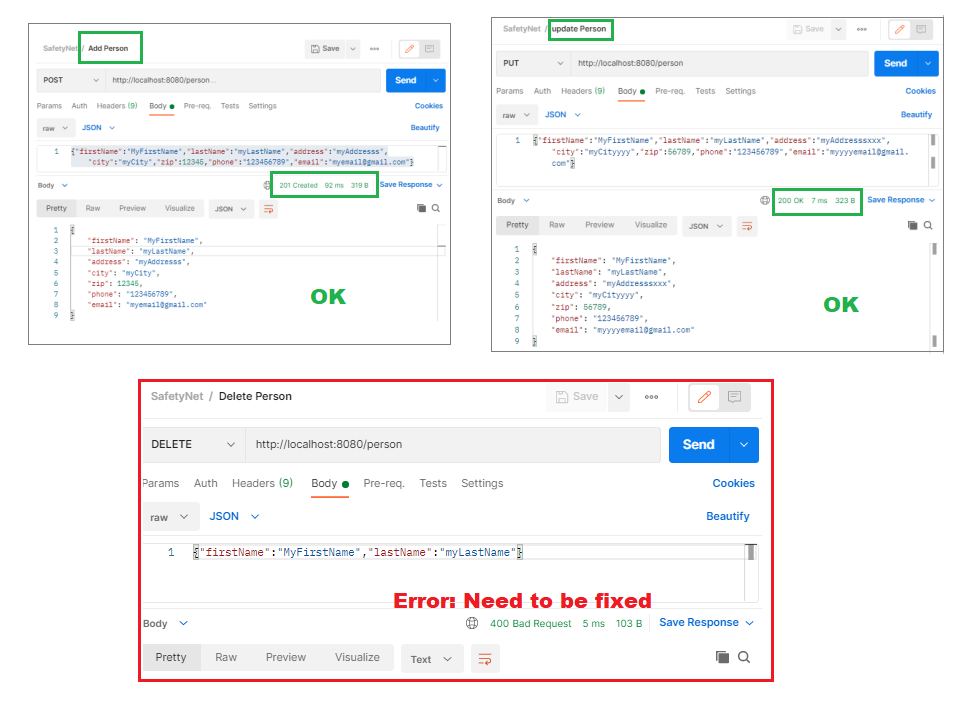 SafetyNet / Add Person
Save
POST
http://localhost:8080/person ..
Send
Params Auth Headers (9) Body Pre-req. Tests Settings
Cookies
raw JSON
Beautify
1 {"firstName":"MyFirstName","lastName":"myLastName","address":"myAddresss",
"city":"myCity","zip":12345,"phone":"123456789","email":"myemail@gmail.com"}
Body
201 Created 92 ms 319 B
Save Response
Pretty Raw Preview Visualize JSON
1 {
2 "firstName": "MyFirstName",
3 "lastName": "myLastName",
4 "address": "myAddresss",
5 "city": "myCity",
6 "zip": 12345,
7 "phone": "123456789",
8 "email": "myemail@gmail.com"
9 }
OK
SafetyNet / update Person
Save
PUT
http://localhost:8080/person
Send
Params Auth Headers (9) Body Pre-req. Tests Settings
Cookies
raw JSON
Beautify
1 {"firstName":"MyFirstName","lastName":"myLastName","address":"myAddresssxxx",
"city":"myCityyyy","zip":56789,"phone":"123456789","email":"myyyyemail@gmail.
com"}
Body
200 OK 7 ms 323 B
Save Response
Pretty Raw Preview Visualize JSON
1 {
2 "firstName": "MyFirstName",
3 "lastName": "myLastName",
4 "address": "myAddresssxxx",
5 "city": "myCityyyy",
6 "zip": 56789,
7 "phone": "123456789",
8 "email": "myyyyemail@gmail.com"
9 }
OK
SafetyNet / Delete Person
Save
DELETE
http://localhost:8080/person
Send
Params Auth Headers (9) Body Pre-req. Tests Settings
Cookies
raw JSON
Beautify
1 {"firstName":"MyFirstName","lastName":"myLastName"}
Error: Need to be fixed
Body
400 Bad Request 5 ms 103 B
Save Response
Pretty Raw Preview Visualize Text